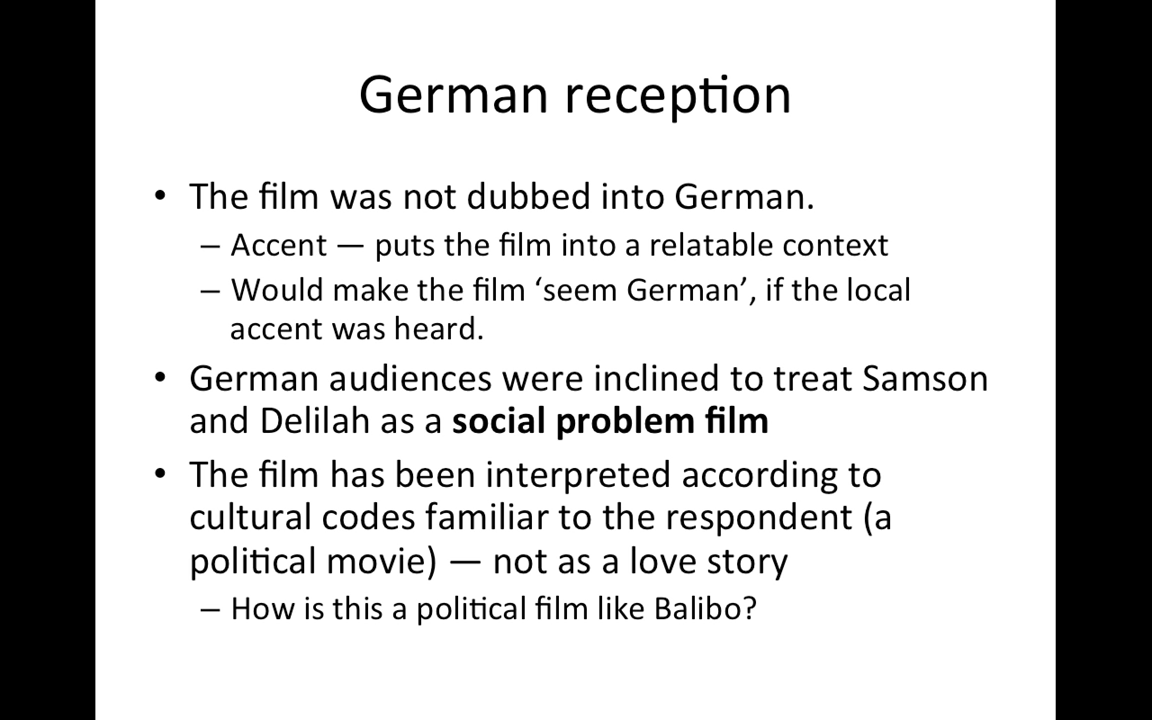 German reception
• The film was not dubbed into German.
– Accent — puts the film into a relatable context
– Would make the film ‘seem German’, if the local
accent was heard.
• German audiences were inclined to treat Samson
and Delilah as a social problem film
• The film has been interpreted according to
cultural codes familiar to the respondent (a
political movie) — not as a love story
– How is this a political film like Balibo?